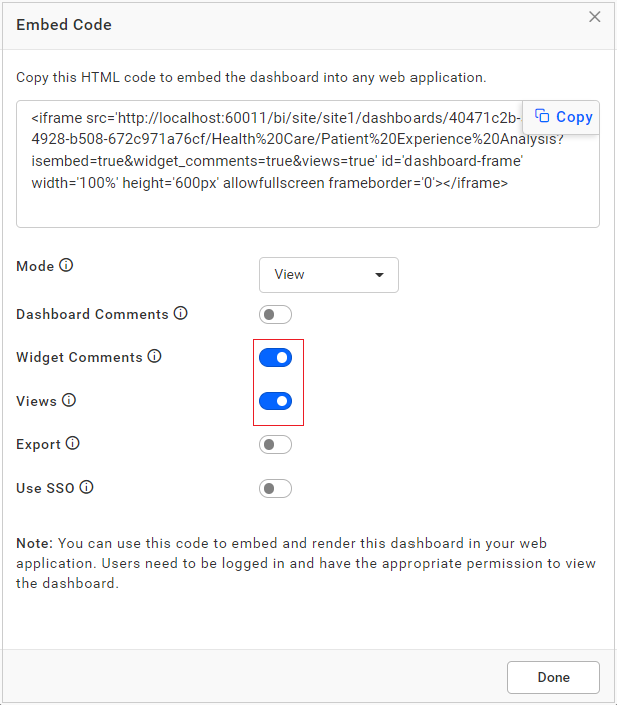 Embed Code
Copy this HTML code to embed the dashboard into any web application.
<iframe src='http://localhost:60011/bi/site/site1/dashboards/40471c2b-
Copy
4928-b508-672c971a76cf/Health%20Care/Patient%20Experience%20Analysis?
isembed=true&widget_comments=true&views=true' id='dashboard-frame'
width='100%' height='600px' allowfullscreen frameborder='0'></iframe>
Mode
View
Dashboard Comments
Widget Comments
Views
Export
Use SSO
Note: You can use this code to embed and render this dashboard in your web
application. Users need to be logged in and have the appropriate permission to view
the dashboard.
Done